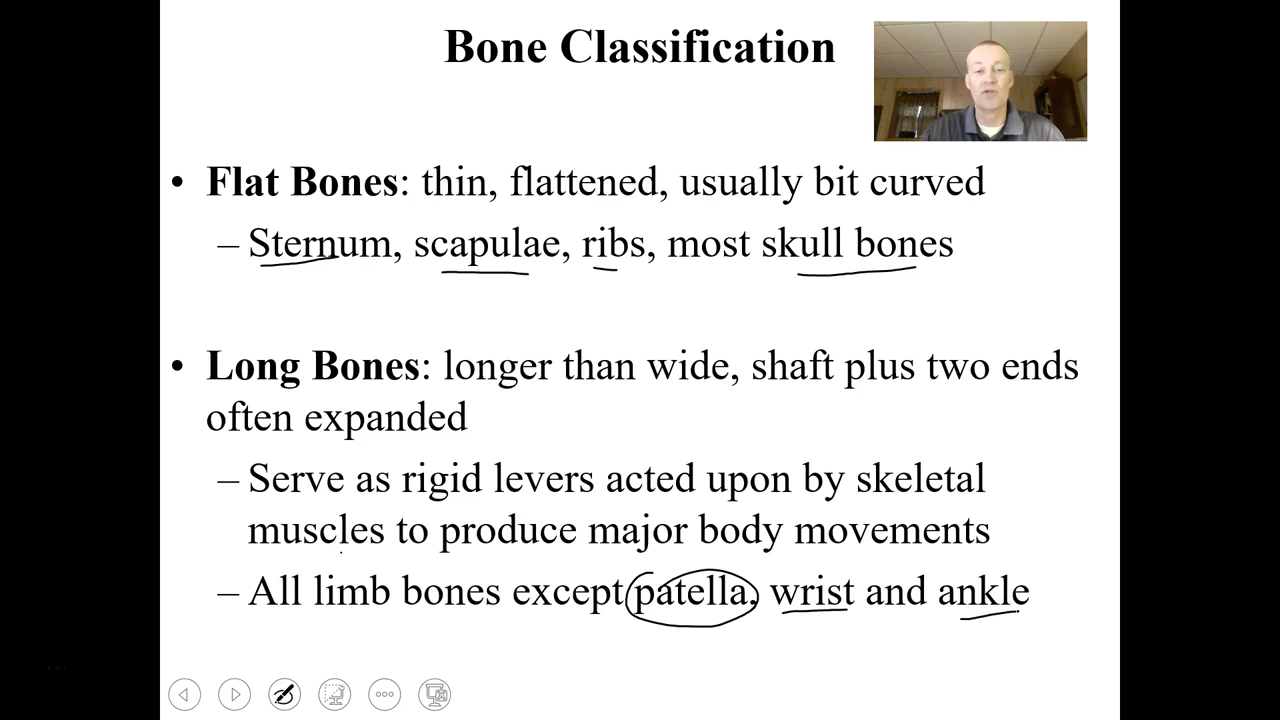 Bone Classification
• Flat Bones: thin, flattened, usually bit curved
– Sternum, scapulae, ribs, most skull bones
• Long Bones: longer than wide, shaft plus two ends
often expanded
– Serve as rigid levers acted upon by skeletal
muscles to produce major body movements
– All limb bones except patella, wrist and ankle